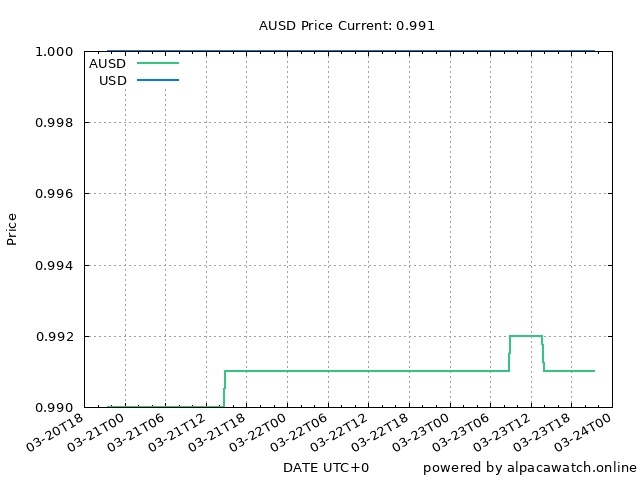 AUSD Price Current: 0.991
1.000
AUSD
USD
0.998
0.996
Price
0.994
0.992
0.990
03-20T18 03-21T00 03-21T06 03-21T12 03-21T18 03-22T00 03-22T06 03-22T12 03-22T18 03-23T00 03-23T06 03-23T12 03-23T18 03-24T00
DATE UTC+0 powered by alpacawatch.online